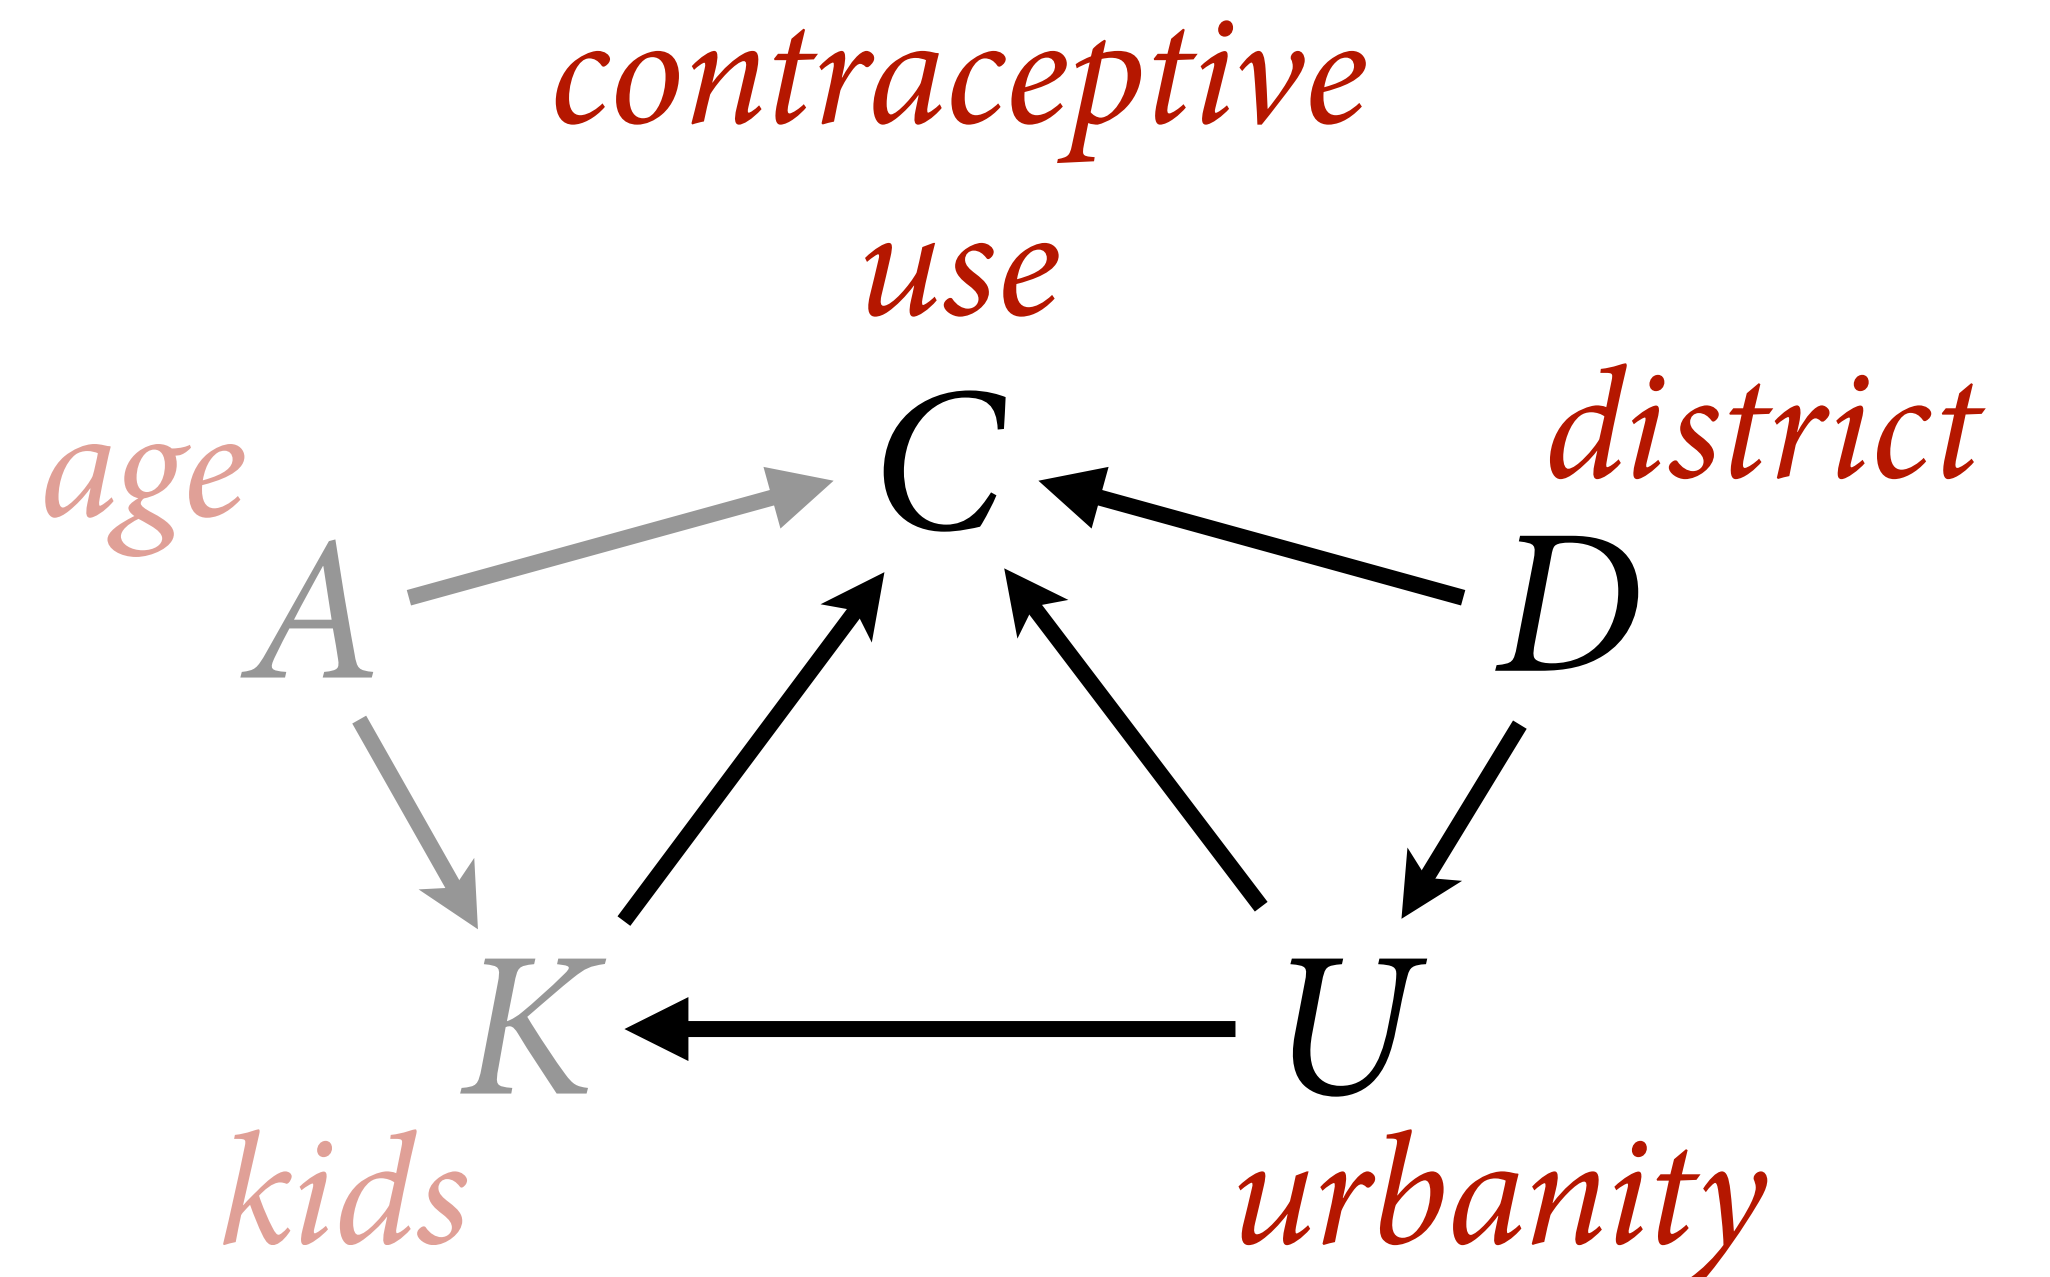 contraceptive
use
C
district
age
A
D
K
U
kids
urbanity